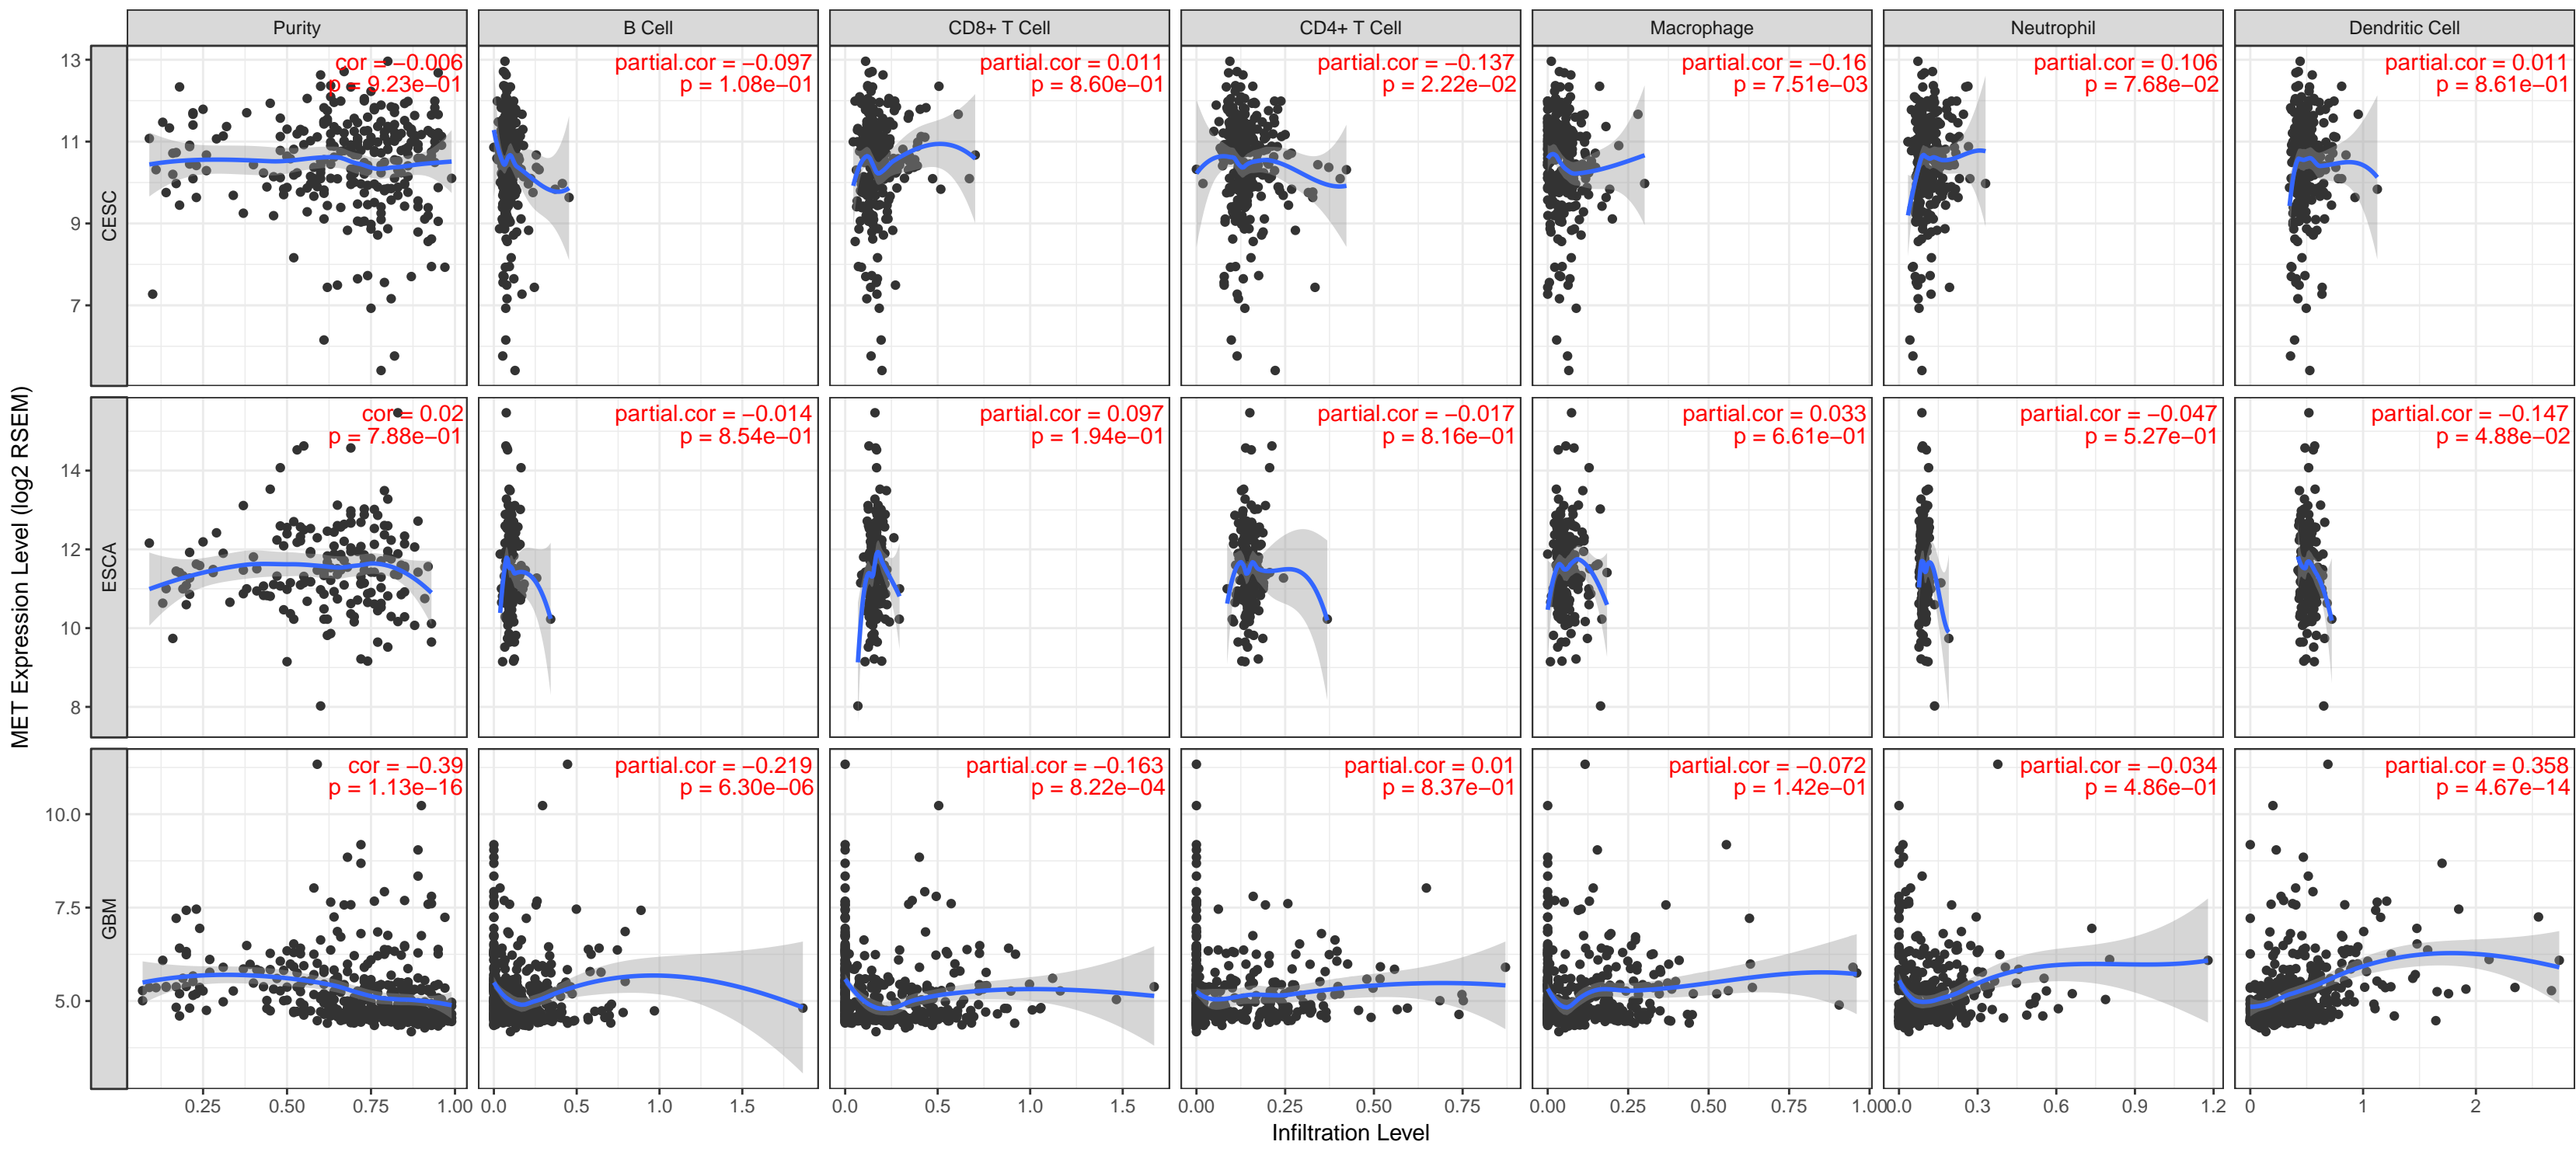 Purity
B Cell
CD8+ T Cell
CD4+ T Cell
Macrophage
Neutrophil
Dendritic Cell
MET Expression Level (log2 RSEM)
CESC
13
11
9
7
cor = −0.006
p = 9.23e−01
partial.cor = −0.097
p = 1.08e−01
partial.cor = 0.011
p = 8.60e−01
partial.cor = −0.137
p = 2.22e−02
partial.cor = −0.16
p = 7.51e−03
partial.cor = 0.106
p = 7.68e−02
partial.cor = 0.011
p = 8.61e−01
ESCA
14
12
10
8
cor = 0.02
p = 7.88e−01
partial.cor = −0.014
p = 8.54e−01
partial.cor = 0.097
p = 1.94e−01
partial.cor = −0.017
p = 8.16e−01
partial.cor = 0.033
p = 6.61e−01
partial.cor = −0.047
p = 5.27e−01
partial.cor = −0.147
p = 4.88e−02
GBM
10.0
7.5
5.0
cor = −0.39
p = 1.13e−16
partial.cor = −0.219
p = 6.30e−06
partial.cor = −0.163
p = 8.22e−04
partial.cor = 0.01
p = 8.37e−01
partial.cor = −0.072
p = 1.42e−01
partial.cor = −0.034
p = 4.86e−01
partial.cor = 0.358
p = 4.67e−14
0.25 0.50 0.75 1.00
0.0 0.5 1.0 1.5
0.0 0.5 1.0 1.5
0.00 0.25 0.50 0.75
0.00 0.25 0.50 0.75 1.00
0.0 0.3 0.6 0.9 1.2
0 1 2
Infiltration Level